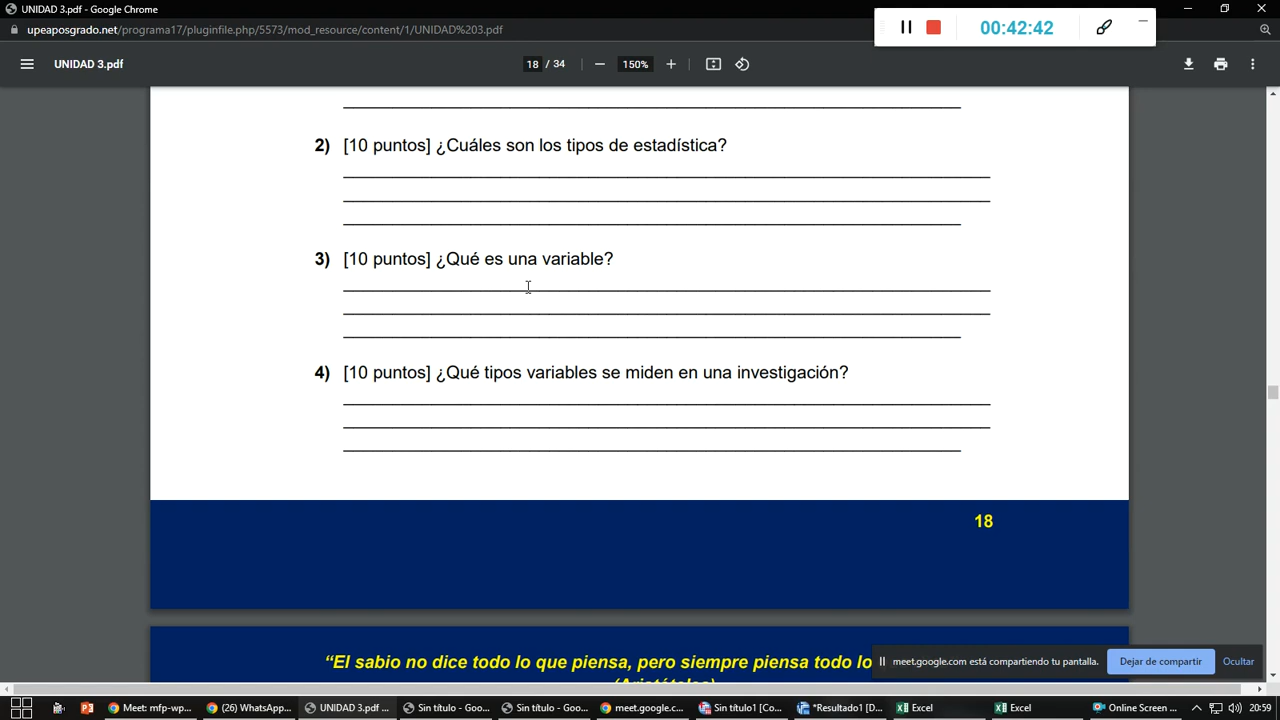 UNIDAD 3.pdf - Google Chrome
upeaposgrado.net/programa17/pluginfile.php/5573/mod_resource/content/1/UNIDAD%203.pdf
00:42:42
UNIDAD 3.pdf
18 / 34
150%
2) [10 puntos] ¿Cuáles son los tipos de estadística?
3) [10 puntos] ¿Qué es una variable?
4) [10 puntos] ¿Qué tipos variables se miden en una investigación?
18
“El sabio no dice todo lo que piensa, pero siempre piensa todo lo
meet.google.com está compartiendo tu pantalla.
Dejar de compartir
Ocultar
Meet: mfp-wp...
(26) WhatsApp...
UNIDAD 3.pdf ...
Sin título - Goo...
Sin título - Goo...
meet.google.c...
Sin título1 [Co...
*Resultado1 [D...
Excel
Excel
Online Screen ...
20:59